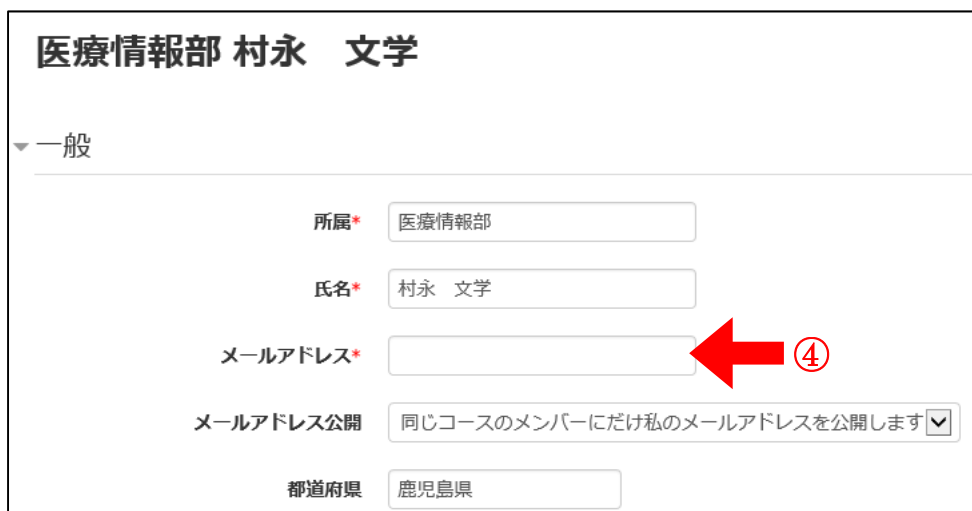 医療情報部 村永　文学
一般
所属* 医療情報部
氏名* 村永　文学
メールアドレス* ④
メールアドレス公開 同じコースのメンバーにだけ私のメールアドレスを公開します
都道府県 鹿児島県